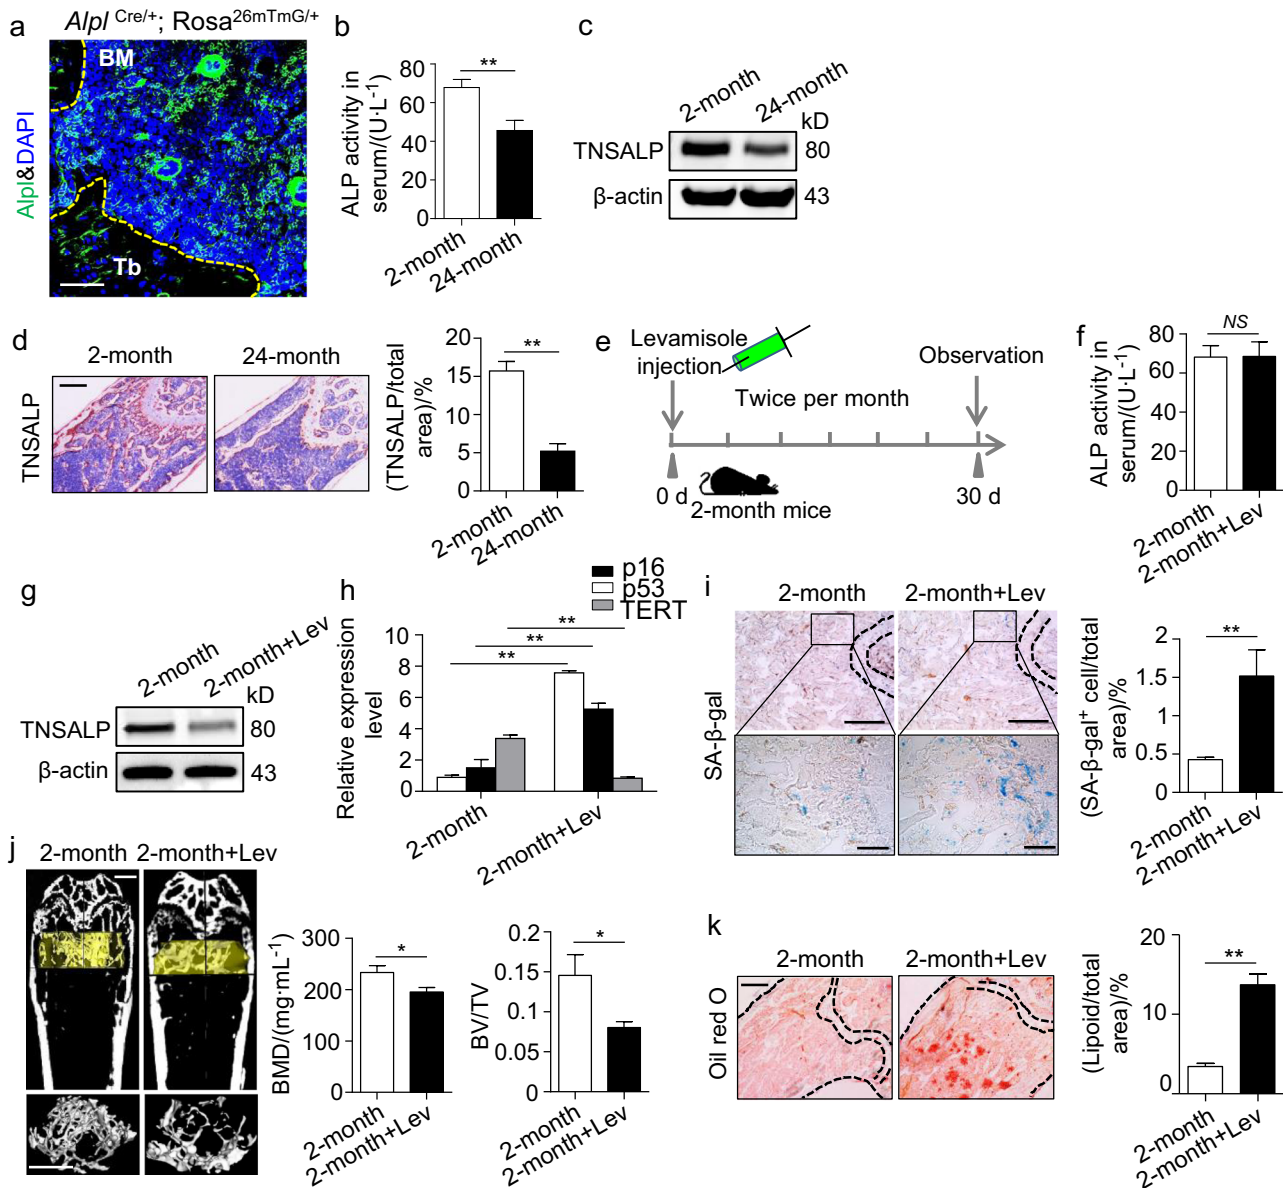 a
Alpl Cre/+; Rosa26mTmG/+
Alpl&DAPI
BM
Tb
b
ALP activity in
serum/(U·L-1)
80
60
40
20
0
**
2-month
24-month
c
2-month
24-month
kD
TNSALP
80
β-actin
43
d
2-month
24-month
TNSALP
(TNSALP/total
area)/%
20
15
10
5
0
**
2-month
24-month
e
Levamisole
injection
Observation
Twice per month
0 d
2-month mice
30 d
f
ALP activity in
serum/(U·L-1)
80
60
40
20
0
NS
2-month
2-month+Lev
g
2-month
2-month+Lev
kD
TNSALP
80
β-actin
43
h
p16
p53
TERT
Relative expression
level
10
8
6
4
2
0
**
**
**
2-month
2-month+Lev
i
2-month
2-month+Lev
SA-β-gal
(SA-β-gal+ cell/total
area)/%
2
1.5
1
0.5
0
**
2-month
2-month+Lev
j
2-month
2-month+Lev
BMD/(mg·mL-1)
300
200
100
0
*
2-month
2-month+Lev
BV/TV
0.2
0.15
0.1
0.05
0
*
2-month
2-month+Lev
k
2-month
2-month+Lev
Oil red O
(Lipoid/total
area)/%
20
10
0
**
2-month
2-month+Lev